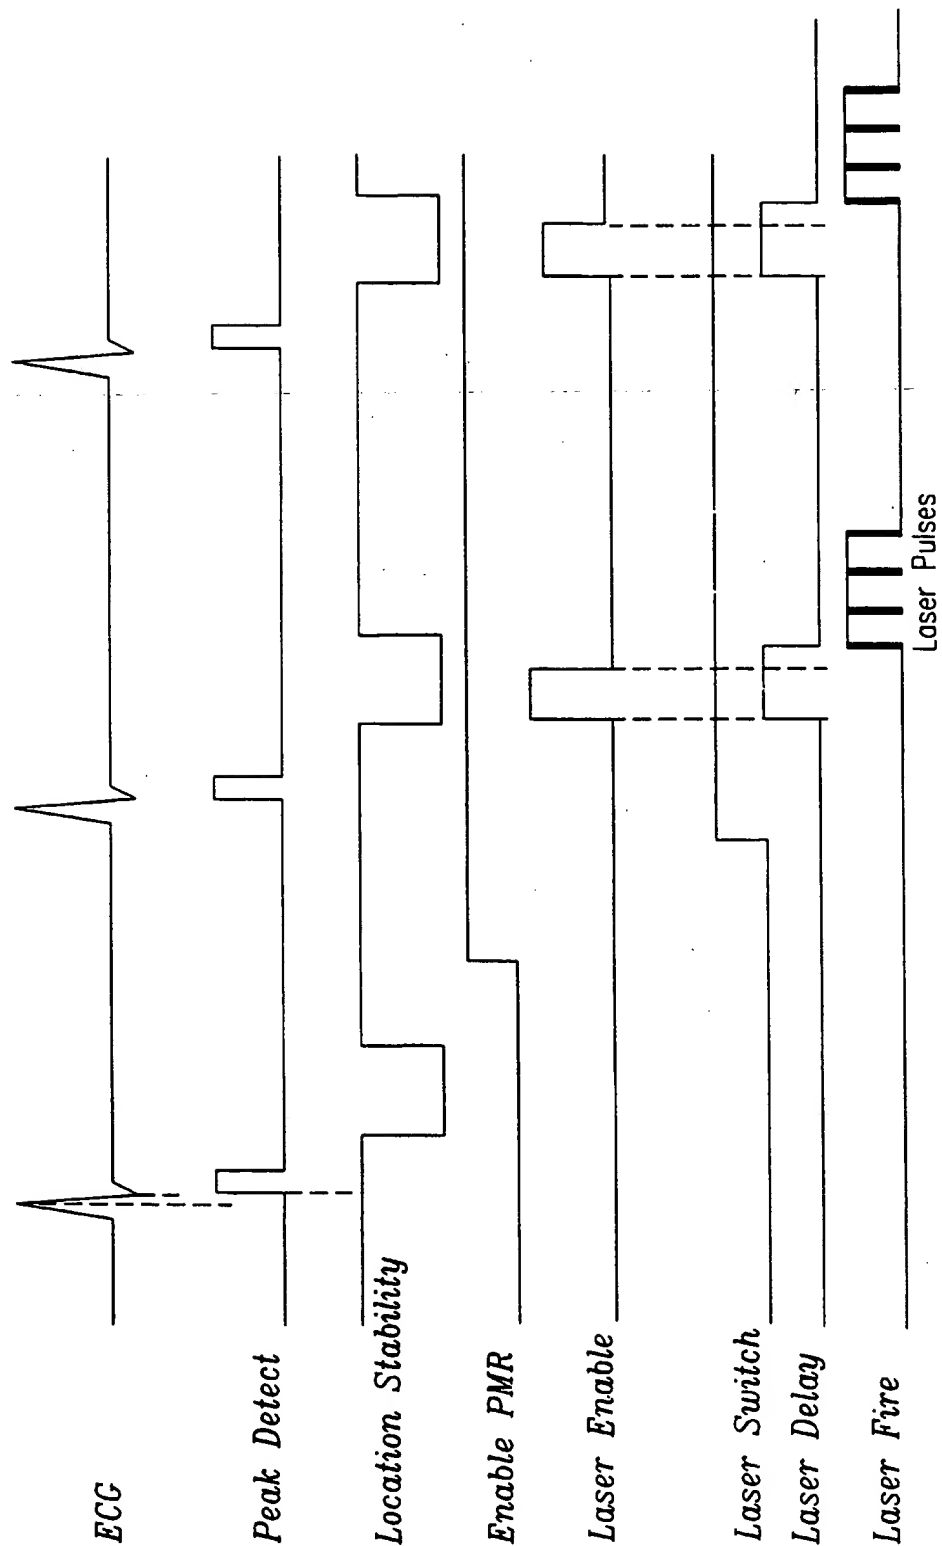 ECG
Peak Detect
Location Stability
Enable PMR
Laser Enable
Laser Switch
Laser Delay
Laser Fire
Laser Pulses